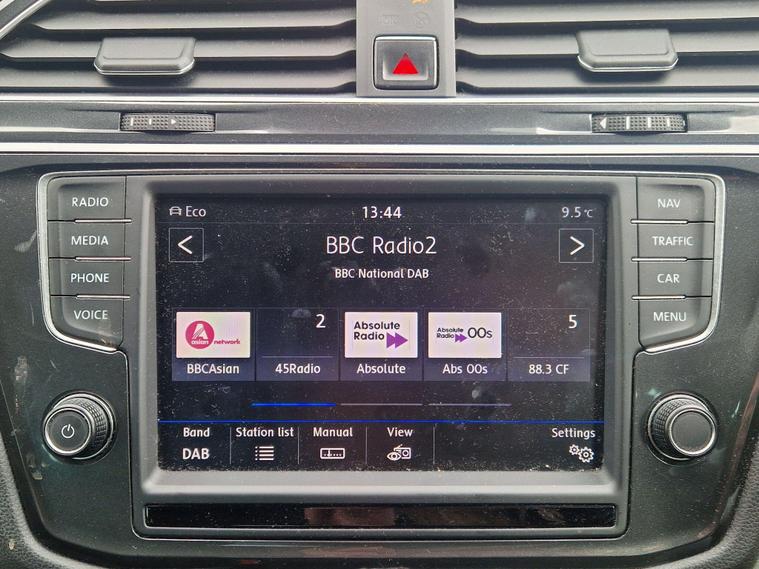 RADIO
MEDIA
PHONE
VOICE
NAV
TRAFFIC
CAR
MENU
Eco 13:44 9.5°C
< BBC Radio2 >
BBC National DAB
A
asian network
2
Absolute
Radio
Absolute
Radio 00s
5
BBCAsian 45Radio Absolute Abs 00s 88.3 CF
Band Station list Manual View Settings
DAB